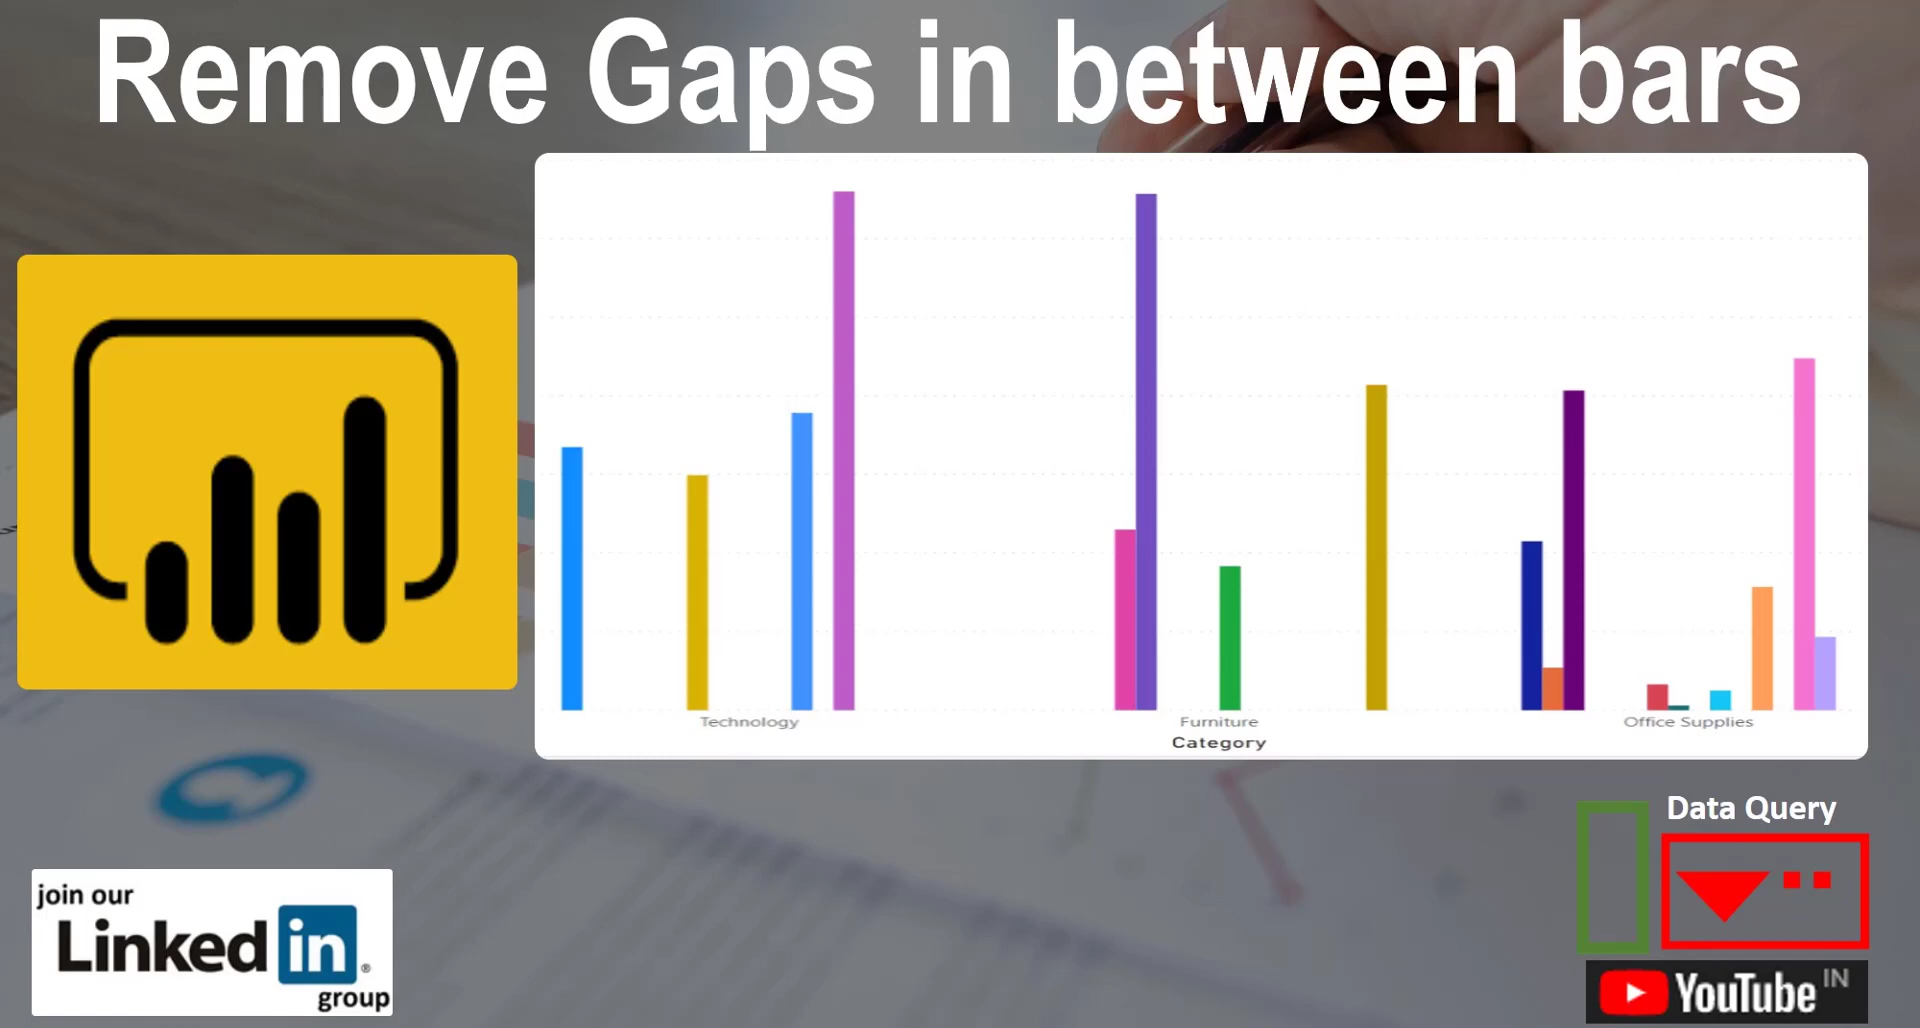 Remove Gaps in between bars
Technology
Furniture
Office Supplies
Category
Data Query
join our
Linked in®
group
YouTube IN